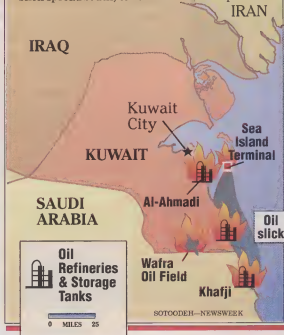 IRAN
IRAQ
Kuwait
City
Sea
Island
Terminal
KUWAIT
Al-Ahmadi
SAUDI
ARABIA
Oil
slick
Oil
Refineries
& Storage
Tanks
Wafra
Oil Field
Khafji
0 MILES 25
SOTOODEH—NEWSWEEK